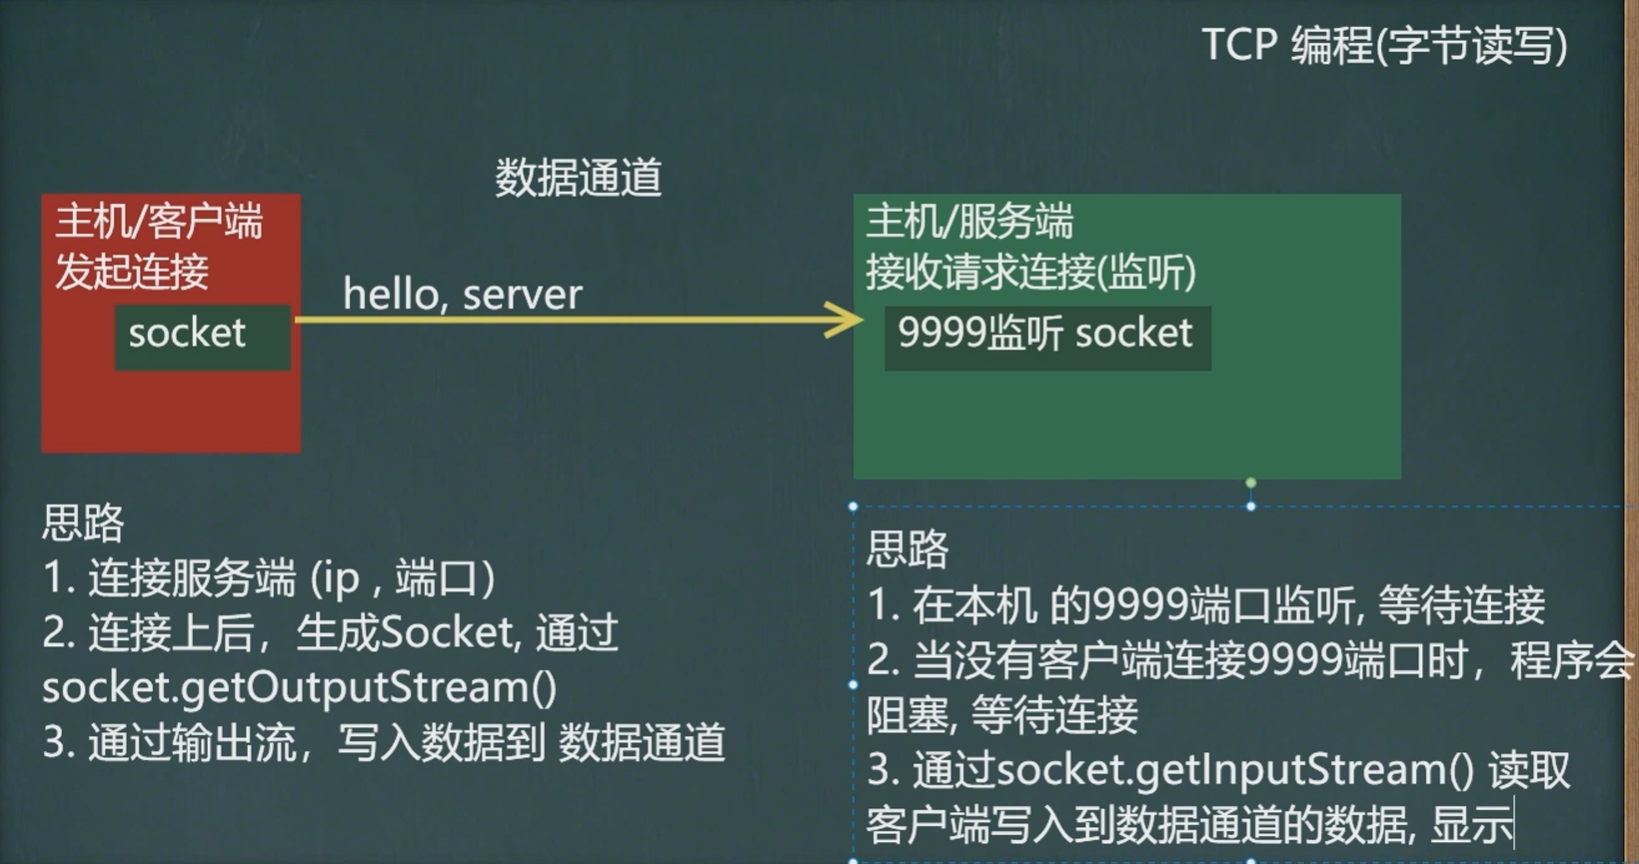 TCP 编程(字节读写)
数据通道
主机/客户端
发起连接
socket
hello, server
主机/服务端
接收请求连接(监听)
9999监听 socket
思路
1. 连接服务端 (ip , 端口)
2. 连接上后，生成Socket, 通过
socket.getOutputStream()
3. 通过输出流，写入数据到 数据通道
思路
1. 在本机 的9999端口监听, 等待连接
2. 当没有客户端连接9999端口时，程序会
阻塞, 等待连接
3. 通过socket.getInputStream() 读取
客户端写入到数据通道的数据, 显示